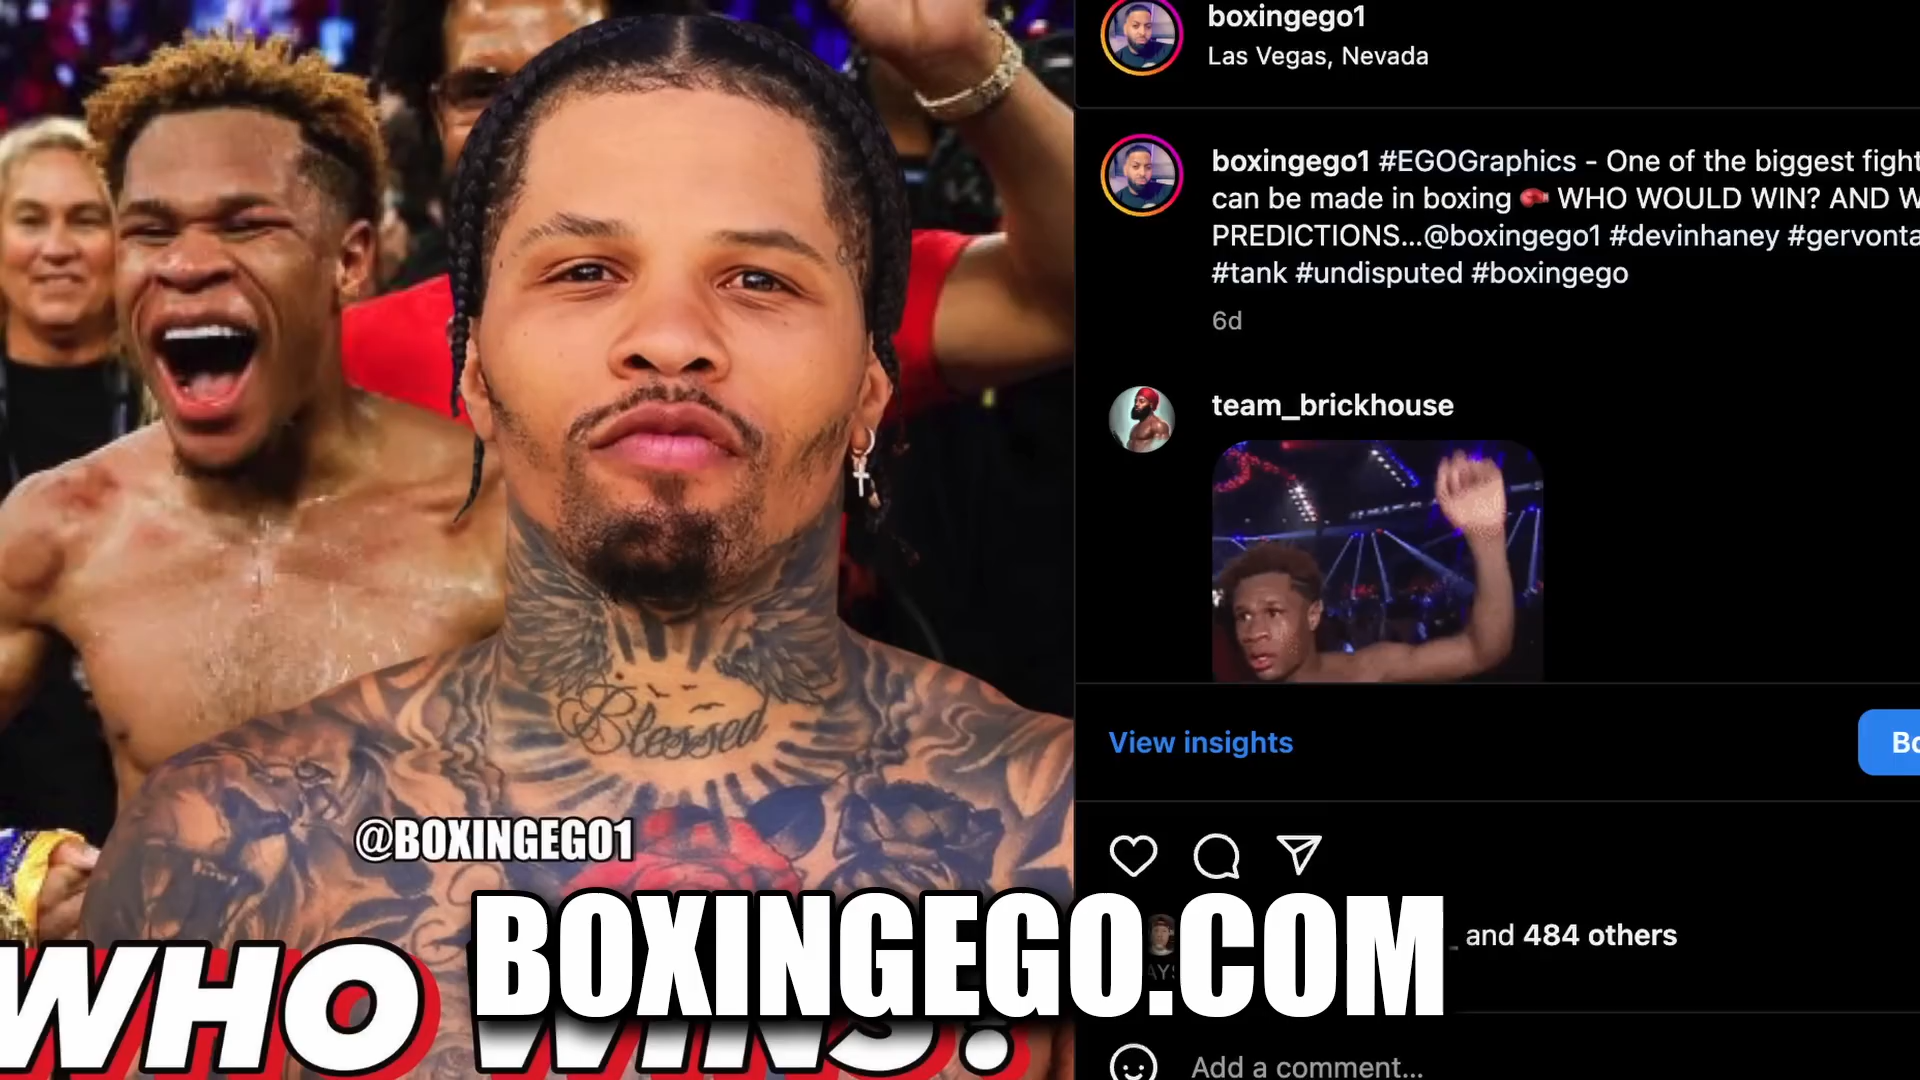 boxingego1
Las Vegas, Nevada
boxingego1 #EGOGraphics - One of the biggest fight
can be made in boxing 🥊 WHO WOULD WIN? AND W
PREDICTIONS...@boxingego1 #devinhaney #gervonta
#tank #undisputed #boxingego
6d
team_brickhouse
Blessed
View insights
Bo
@BOXINGEGO1
BOXINGEGO.COM
and 484 others
WHO WINS?
Add a comment...